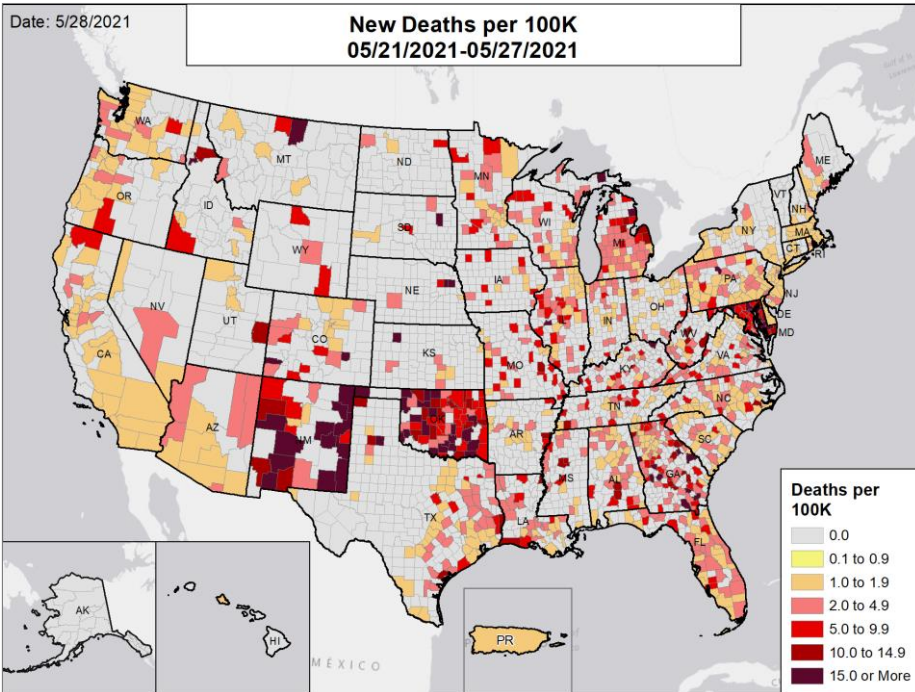 Date: 5/28/2021
New Deaths per 100K
05/21/2021-05/27/2021
WA
MT
ND
MN
ME
OR
ID
SD
WI
MI
VT
NH
NY
MA
CT
RI
WY
IA
PA
NJ
NE
OH
IN
DE
MD
NV
UT
CO
IL
WV
VA
CA
KS
MO
KY
NC
TN
AZ
NM
OK
AR
SC
MS
AL
GA
TX
LA
FL
AK
HI
PR
MÉXICO
Deaths per
100K
0.0
0.1 to 0.9
1.0 to 1.9
2.0 to 4.9
5.0 to 9.9
10.0 to 14.9
15.0 or More